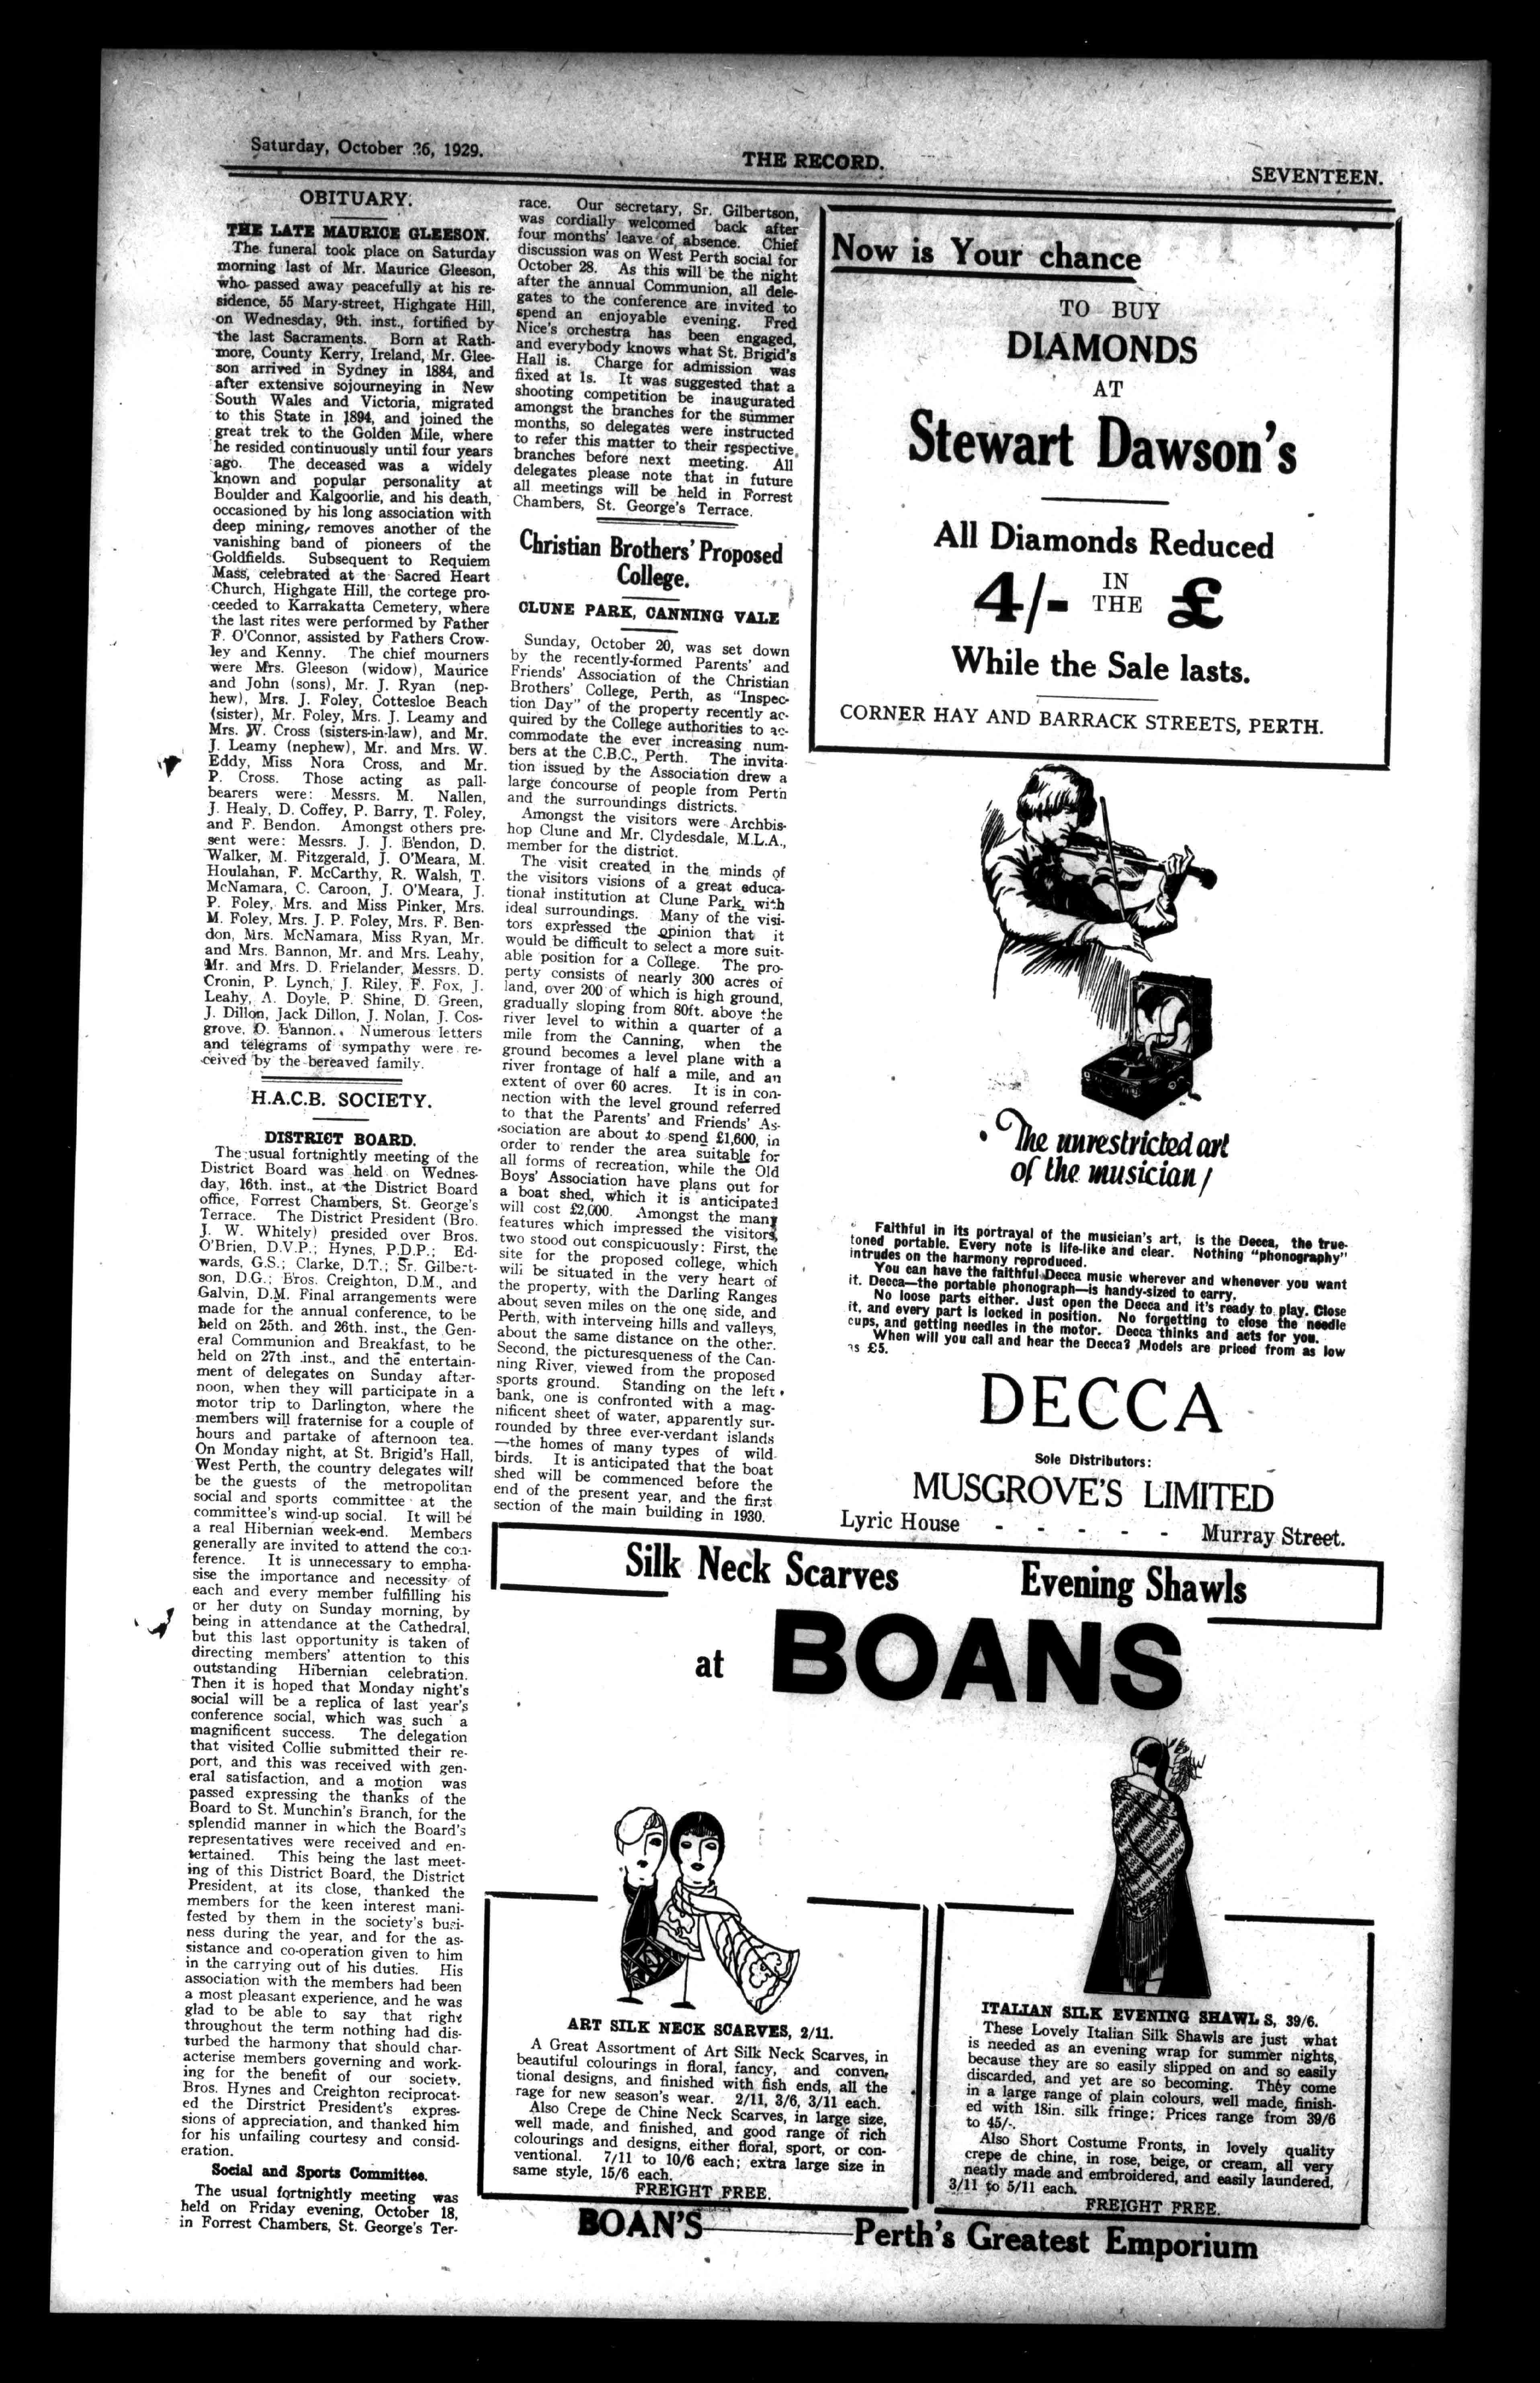 Saturday, October 26, 1929.
THE RECORD.
SEVENTEEN.
OBITUARY.
THE LATE MAURICE GLEESON.
The funeral took place on Saturday
morning last of Mr. Maurice Gleeson,
who passed away peacefully at his re-
sidence, 55 Mary-street, Highgate Hill,
on Wednesday, 9th. inst., fortified by
the last Sacraments. Born at Rath-
more, County Kerry, Ireland, Mr. Glee-
son arrived in Sydney in 1884, and
after extensive sojourneying in New
South Wales and Victoria, migrated
to this State in 1894, and joined the
great trek to the Golden Mile, where
he resided continuously until four years
ago. The deceased was a widely
known and popular personality at
Boulder and Kalgoorlie, and his death,
occasioned by his long association with
deep mining, removes another of the
vanishing band of pioneers of the
Goldfields. Subsequent to Requiem
Mass, celebrated at the Sacred Heart
Church, Highgate Hill, the cortege pro-
ceeded to Karrakatta Cemetery, where
the last rites were performed by Father
F. O'Connor, assisted by Fathers Crow-
ley and Kenny. The chief mourners
were Mrs. Gleeson (widow), Maurice
and John (sons), Mr. J. Ryan (nep-
hew), Mrs. J. Foley, Cottesloe Beach
(sister), Mr. Foley, Mrs. J. Leamy and
Mrs. W. Cross (sisters-in-law), and Mr.
J. Leamy (nephew), Mr. and Mrs. W.
Eddy, Miss Nora Cross, and Mr.
P. Cross. Those acting as pall-
bearers were: Messrs. M. Nallen,
J. Healy, D. Coffey, P. Barry, T. Foley,
and F. Bendon. Amongst others pre-
sent were: Messrs. J. J. Bendon, D.
Walker, M. Fitzgerald, J. O'Meara, M.
Houlahan, F. McCarthy, R. Walsh, T.
McNamara, C. Caroon, J. O'Meara, J.
P. Foley, Mrs. and Miss Pinker, Mrs.
M. Foley, Mrs. J. P. Foley, Mrs. F. Ben-
don, Mrs. McNamara, Miss Ryan, Mr.
and Mrs. Bannon, Mr. and Mrs. Leahy,
Mr. and Mrs. D. Frielander, Messrs. D.
Cronin, P. Lynch, J. Riley, F. Fox, J.
Leahy, A. Doyle, P. Shine, D. Green,
J. Dillon, Jack Dillon, J. Nolan, J. Cos-
grove, D. Bannon. Numerous letters
and telegrams of sympathy were re-
ceived by the bereaved family.
H.A.C.B. SOCIETY.
DISTRICT BOARD.
The usual fortnightly meeting of the
District Board was held on Wednes-
day, 16th. inst., at the District Board
office, Forrest Chambers, St. George's
Terrace. The District President (Bro.
J. W. Whitely) presided over Bros.
O'Brien, D.V.P.; Hynes, P.D.P.; Ed-
wards, G.S.; Clarke, D.T.; Sr. Gilbert-
son, D.G.; Bros. Creighton, D.M., and
Galvin, D.M. Final arrangements were
made for the annual conference, to be
held on 25th. and 26th. inst., the Gen-
eral Communion and Breakfast, to be
held on 27th inst., and the entertain-
ment of delegates on Sunday after-
noon, when they will participate in a
motor trip to Darlington, where the
members will fraternise for a couple of
hours and partake of afternoon tea.
On Monday night, at St. Brigid's Hall,
West Perth, the country delegates will
be the guests of the metropolitan
social and sports committee at the
committee's wind-up social. It will be
a real Hibernian week-end. Members
generally are invited to attend the con-
ference. It is unnecessary to empha-
sise the importance and necessity of
each and every member fulfilling his
or her duty on Sunday morning, by
being in attendance at the Cathedral,
but this last opportunity is taken of
directing members' attention to this
outstanding Hibernian celebration.
Then it is hoped that Monday night's
social will be a replica of last year's
conference social, which was such a
magnificent success. The delegation
that visited Collie submitted their re-
port, and this was received with gen-
eral satisfaction, and a motion was
passed expressing the thanks of the
Board to St. Munchin's Branch, for the
splendid manner in which the Board's
representatives were received and en-
tertained. This being the last meet-
ing of this District Board, the District
President, at its close, thanked the
members for the keen interest mani-
fested by them in the society's busi-
ness during the year, and for the as-
sistance and co-operation given to him
in the carrying out of his duties. His
association with the members had been
a most pleasant experience, and he was
glad to be able to say that right
throughout the term nothing had dis-
turbed the harmony that should char-
acterise members governing and work-
ing for the benefit of our society.
Bros. Hynes and Creighton reciprocat-
ed the Dirstrict President's expres-
sions of appreciation, and thanked him
for his unfailing courtesy and consid-
eration.
Social and Sports Committee.
The usual fortnightly meeting was
held on Friday evening, October 18,
in Forrest Chambers, St. George's Ter-
race. Our secretary, Sr. Gilbertson,
was cordially welcomed back after
four months' leave of absence. Chief
discussion was on West Perth social for
October 28. As this will be the night
after the annual Communion, all dele-
gates to the conference are invited to
spend an enjoyable evening. Fred
Nice's orchestra has been engaged,
and everybody knows what St. Brigid's
Hall is. Charge for admission was
fixed at 1s. It was suggested that a
shooting competition be inaugurated
amongst the branches for the summer
months, so delegates were instructed
to refer this matter to their respective
branches before next meeting. All
delegates please note that in future
all meetings will be held in Forrest
Chambers, St. George's Terrace.
Christian Brothers' Proposed
College.
CLUNE PARK, CANNING VALE
Sunday, October 20, was set down
by the recently-formed Parents' and
Friends' Association of the Christian
Brothers' College, Perth, as "Inspec-
tion Day" of the property recently ac-
quired by the College authorities to ac-
commodate the ever increasing num-
bers at the C.B.C., Perth. The invita-
tion issued by the Association drew a
large concourse of people from Perth
and the surroundings districts.
Amongst the visitors were Archbis-
hop Clune and Mr. Clydesdale, M.L.A.,
member for the district.
The visit created in the minds of
the visitors visions of a great educa-
tional institution at Clune Park, with
ideal surroundings. Many of the visi-
tors expressed the opinion that it
would be difficult to select a more suit-
able position for a College. The pro-
perty consists of nearly 300 acres of
land, over 200 of which is high ground,
gradually sloping from 80ft. above the
river level to within a quarter of a
mile from the Canning, when the
ground becomes a level plane with a
river frontage of half a mile, and an
extent of over 60 acres. It is in con-
nection with the level ground referred
to that the Parents' and Friends' As-
sociation are about to spend £1,600, in
order to render the area suitable for
all forms of recreation, while the Old
Boys' Association have plans out for
a boat shed, which it is anticipated
will cost £2,000. Amongst the many
features which impressed the visitors,
two stood out conspicuously: First, the
site for the proposed college, which
will be situated in the very heart of
the property, with the Darling Ranges
about seven miles on the one side, and
Perth, with interveing hills and valleys,
about the same distance on the other.
Second, the picturesqueness of the Can-
ning River, viewed from the proposed
sports ground. Standing on the left
bank, one is confronted with a mag-
nificent sheet of water, apparently sur-
rounded by three ever-verdant islands
—the homes of many types of wild
birds. It is anticipated that the boat
shed will be commenced before the
end of the present year, and the first
section of the main building in 1930.
Now is Your chance
TO BUY
DIAMONDS
AT
Stewart Dawson's
All Diamonds Reduced
4/- IN THE £
While the Sale lasts.
CORNER HAY AND BARRACK STREETS, PERTH.
The unrestricted art
of the musician!
Faithful in its portrayal of the musician's art, is the Decca, the true-
toned portable. Every note is life-like and clear. Nothing "phonography"
intrudes on the harmony reproduced.
You can have the faithful Decca music wherever and whenever you want
it. Decca—the portable phonograph—is handy-sized to carry.
No loose parts either. Just open the Decca and it's ready to play. Close
it, and every part is locked in position. No forgetting to close the needle
cups, and getting needles in the motor. Decca thinks and acts for you.
When will you call and hear the Decca? Models are priced from as low
as £5.
DECCA
Sole Distributors:
MUSGROVE'S LIMITED
Lyric House - - - - - Murray Street.
Silk Neck Scarves Evening Shawls
at BOANS
ART SILK NECK SCARVES, 2/11.
A Great Assortment of Art Silk Neck Scarves, in
beautiful colourings in floral, fancy, and conven,
tional designs, and finished with fish ends, all the
rage for new season's wear. 2/11, 3/6, 3/11 each.
Also Crepe de Chine Neck Scarves, in large size,
well made, and finished, and good range of rich
colourings and designs, either floral, sport, or con-
ventional. 7/11 to 10/6 each; extra large size in
same style, 15/6 each.
FREIGHT FREE.
ITALIAN SILK EVENING SHAWLS, 39/6.
These Lovely Italian Silk Shawls are just what
is needed as an evening wrap for summer nights,
because they are so easily slipped on and so easily
discarded, and yet are so becoming. They come
in a large range of plain colours, well made, finish-
ed with 18in. silk fringe; Prices range from 39/6
to 45/-.
Also Short Costume Fronts, in lovely quality
crepe de chine, in rose, beige, or cream, all very
neatly made and embroidered, and easily laundered,
3/11 to 5/11 each.
FREIGHT FREE.
BOAN'S—Perth's Greatest Emporium